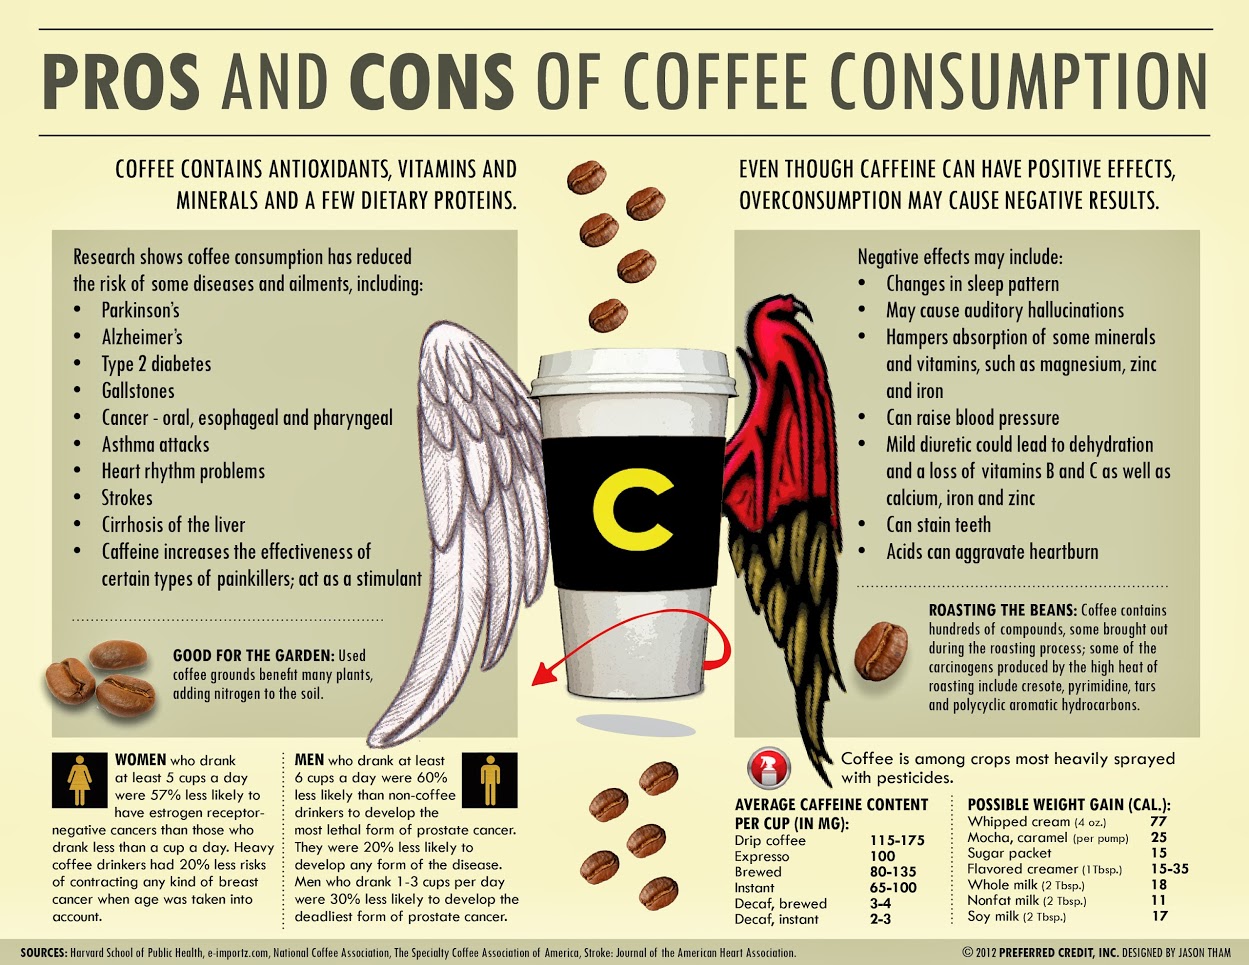 PROS AND CONS OF COFFEE CONSUMPTION
COFFEE CONTAINS ANTIOXIDANTS, VITAMINS AND
MINERALS AND A FEW DIETARY PROTEINS.
Research shows coffee consumption has reduced
the risk of some diseases and ailments, including:
• Parkinson's
• Alzheimer's
• Type 2 diabetes
• Gallstones
• Cancer - oral, esophageal and pharyngeal
• Asthma attacks
• Heart rhythm problems
• Strokes
• Cirrhosis of the liver
• Caffeine increases the effectiveness of
certain types of painkillers; act as a stimulant
GOOD FOR THE GARDEN: Used
coffee grounds benefit many plants,
adding nitrogen to the soil.
WOMEN who drank
at least 5 cups a day
were 57% less likely to
have estrogen receptor-
negative cancers than those who
drank less than a cup a day. Heavy
coffee drinkers had 20% less risks
of contracting any kind of breast
cancer when age was taken into
account.
MEN who drank at least
6 cups a day were 60%
less likely than non-coffee
drinkers to develop the
most lethal form of prostate cancer.
They were 20% less likely to
develop any form of the disease.
Men who drank 1-3 cups per day
were 30% less likely to develop the
deadliest form of prostate cancer.
C
EVEN THOUGH CAFFEINE CAN HAVE POSITIVE EFFECTS,
OVERCONSUMPTION MAY CAUSE NEGATIVE RESULTS.
Negative effects may include:
• Changes in sleep pattern
• May cause auditory hallucinations
• Hampers absorption of some minerals
and vitamins, such as magnesium, zinc
and iron
• Can raise blood pressure
• Mild diuretic could lead to dehydration
and a loss of vitamins B and C as well as
calcium, iron and zinc
• Can stain teeth
• Acids can aggravate heartburn
ROASTING THE BEANS: Coffee contains
hundreds of compounds, some brought out
during the roasting process; some of the
carcinogens produced by the high heat of
roasting include cresote, pyrimidine, tars
and polycyclic aromatic hydrocarbons.
Coffee is among crops most heavily sprayed
with pesticides.
AVERAGE CAFFEINE CONTENT
PER CUP (IN MG):
Drip coffee 115-175
Expresso 100
Brewed 80-135
Instant 65-100
Decaf, brewed 3-4
Decaf, instant 2-3
POSSIBLE WEIGHT GAIN (CAL.):
Whipped cream (4 oz.) 77
Mocha, caramel (per pump) 25
Sugar packet 15
Flavored creamer (1Tbsp.) 15-35
Whole milk (2 Tbsp.) 18
Nonfat milk (2 Tbsp.) 11
Soy milk (2 Tbsp.) 17
SOURCES: Harvard School of Public Health, e-importz.com, National Coffee Association, The Specialty Coffee Association of America, Stroke: Journal of the American Heart Association.
© 2012 PREFERRED CREDIT, INC. DESIGNED BY JASON THAM